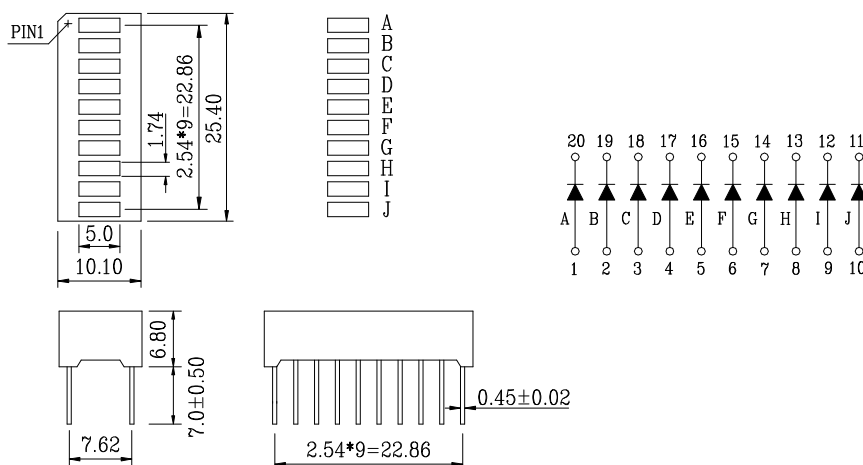 PIN1
A
B
C
D
E
F
G
H
I
J
1.74
2.54*9=22.86
25.40
5.0
10.10
20 19 18 17 16 15 14 13 12 11
A B C D E F G H I J
1 2 3 4 5 6 7 8 9 10
6.80
7.0±0.50
7.62
0.45±0.02
2.54*9=22.86